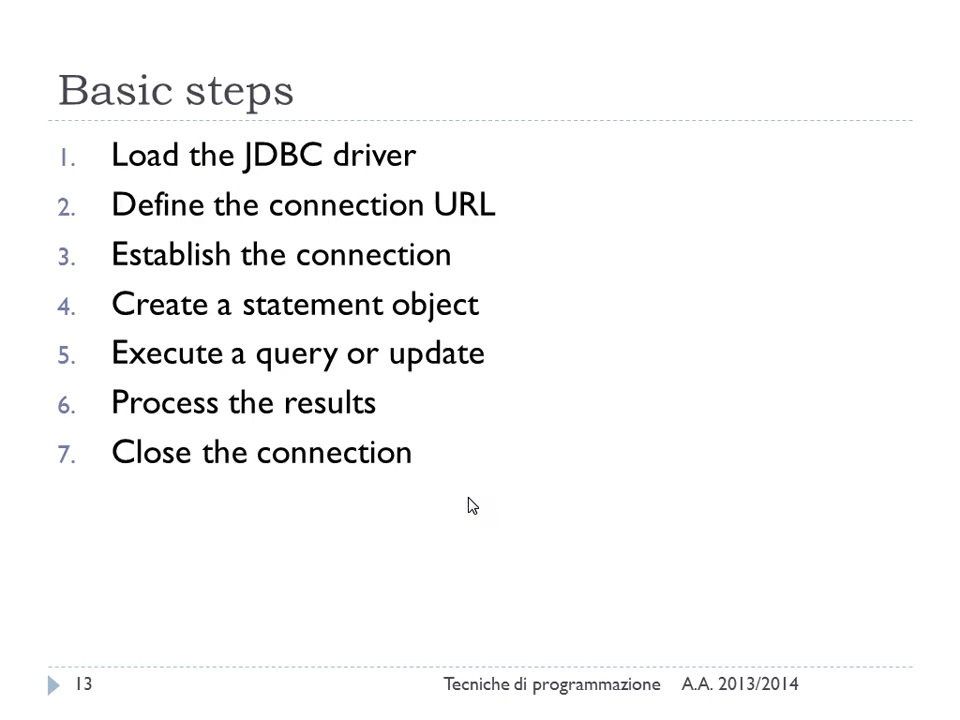 Basic steps
1. Load the JDBC driver
2. Define the connection URL
3. Establish the connection
4. Create a statement object
5. Execute a query or update
6. Process the results
7. Close the connection
13 Tecniche di programmazione A.A. 2013/2014